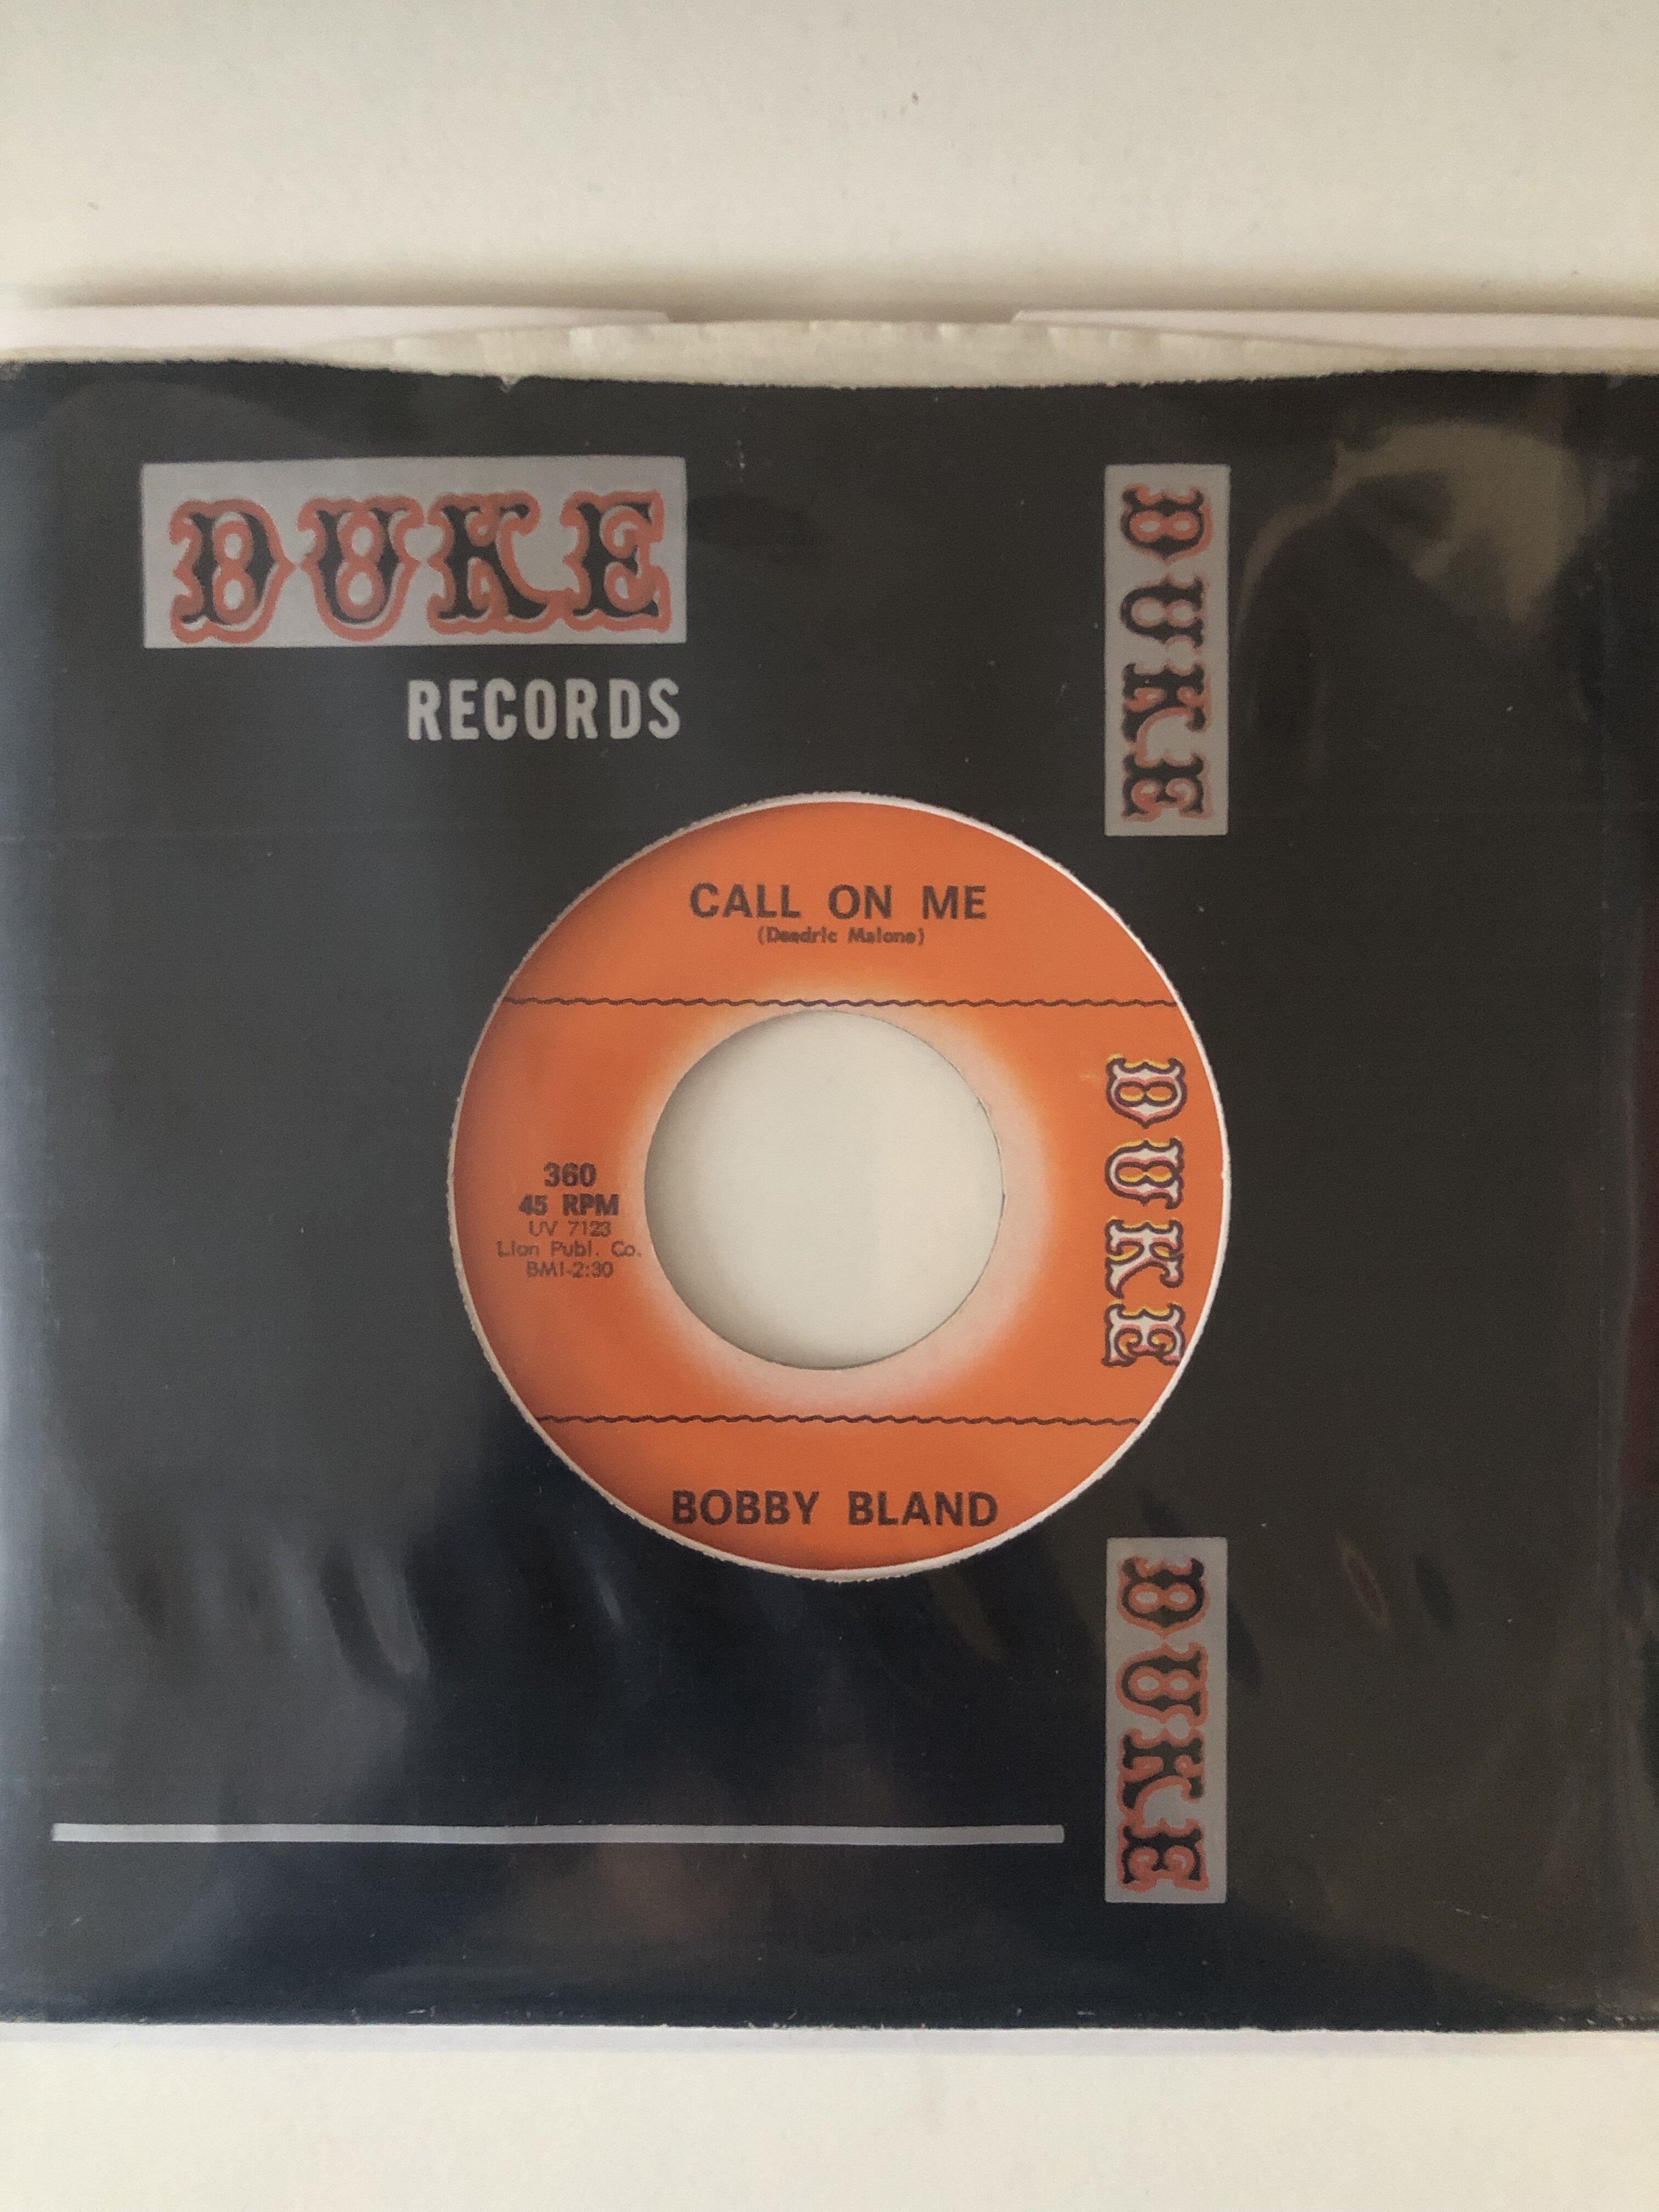 DUKE
RECORDS
DUKE
CALL ON ME
(Deadric Malone)
DUKE
360
45 RPM
UV 7123
Lion Publ. Co.
BMI-2:30
BOBBY BLAND
DUKE